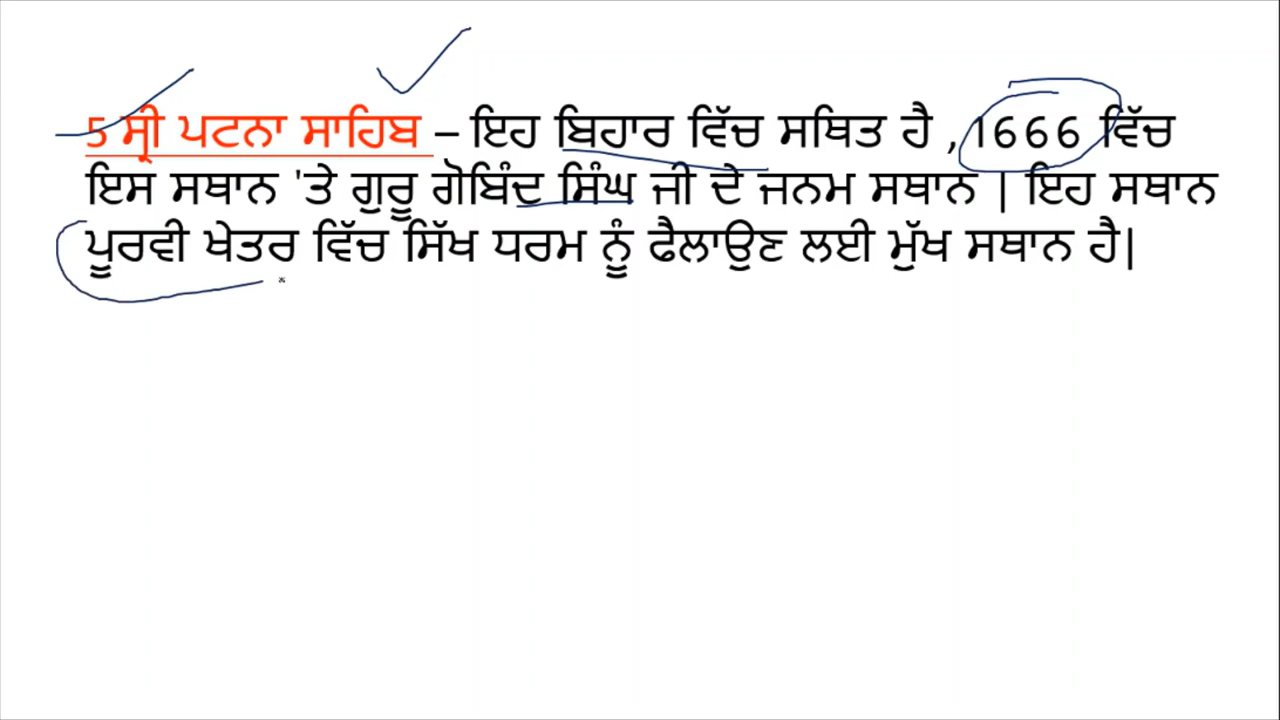 5 ਸ੍ਰੀ ਪਟਨਾ ਸਾਹਿਬ – ਇਹ ਬਿਹਾਰ ਵਿੱਚ ਸਥਿਤ ਹੈ , 1666 ਵਿੱਚ
ਇਸ ਸਥਾਨ 'ਤੇ ਗੁਰੂ ਗੋਬਿੰਦ ਸਿੰਘ ਜੀ ਦੇ ਜਨਮ ਸਥਾਨ | ਇਹ ਸਥਾਨ
ਪੂਰਵੀ ਖੇਤਰ ਵਿੱਚ ਸਿੱਖ ਧਰਮ ਨੂੰ ਫੈਲਾਉਣ ਲਈ ਮੁੱਖ ਸਥਾਨ ਹੈ|